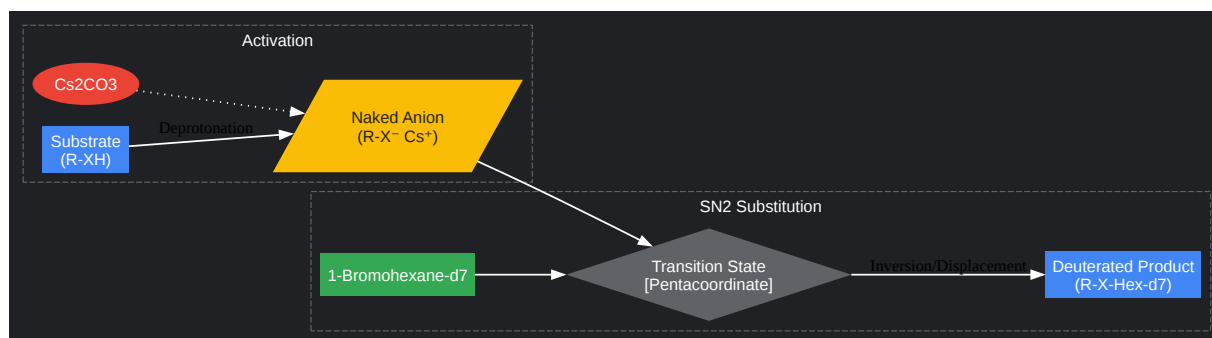 Activation
Cs2CO3
Substrate
(R-XH)
Deprotonation
Naked Anion
(R-X⁻ Cs⁺)
SN2 Substitution
1-Bromohexane-d7
Transition State
[Pentacoordinate]
Inversion/Displacement
Deuterated Product
(R-X-Hex-d7)